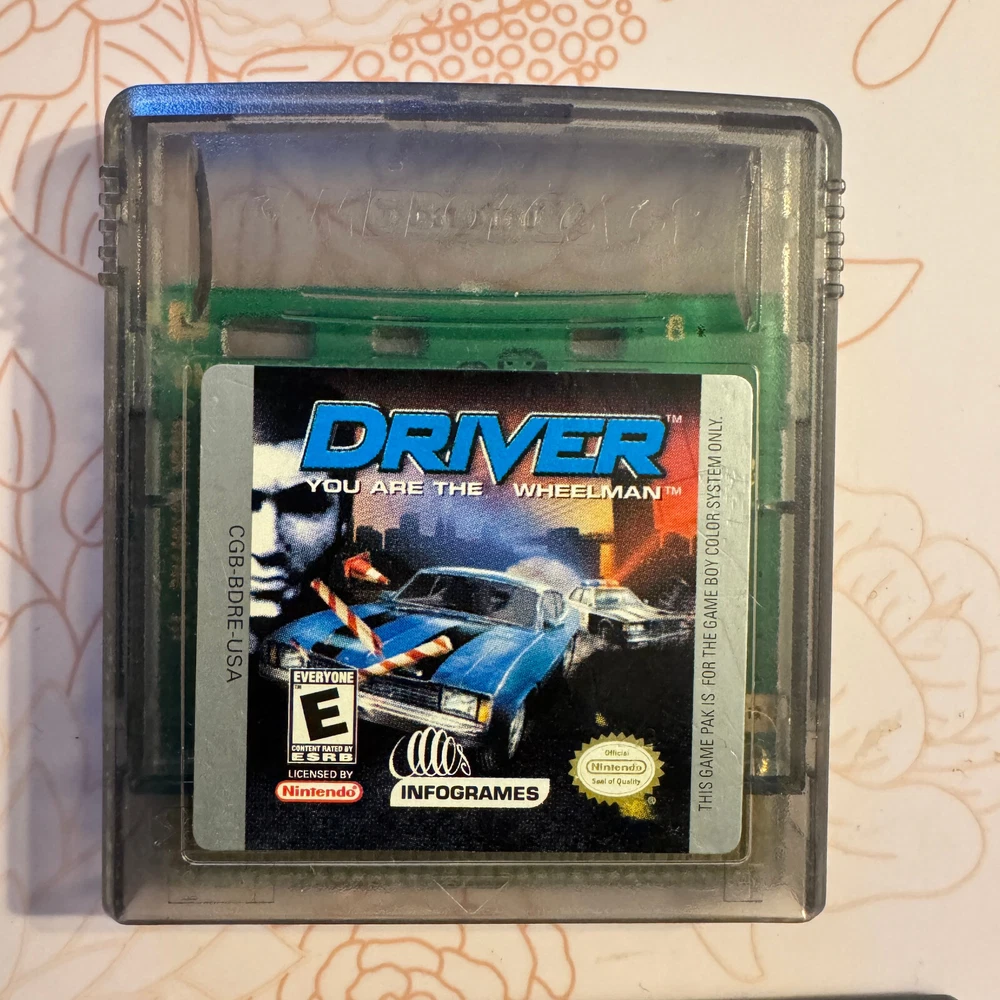 DRIVER™
YOU ARE THE WHEELMAN™
CGB-BDRE-USA
THIS GAME PAK IS FOR THE GAME BOY COLOR SYSTEM ONLY.
EVERYONE
™
E
CONTENT RATED BY
ESRB
LICENSED BY
Nintendo®
INFOGRAMES
Official
Nintendo
Seal of Quality
®